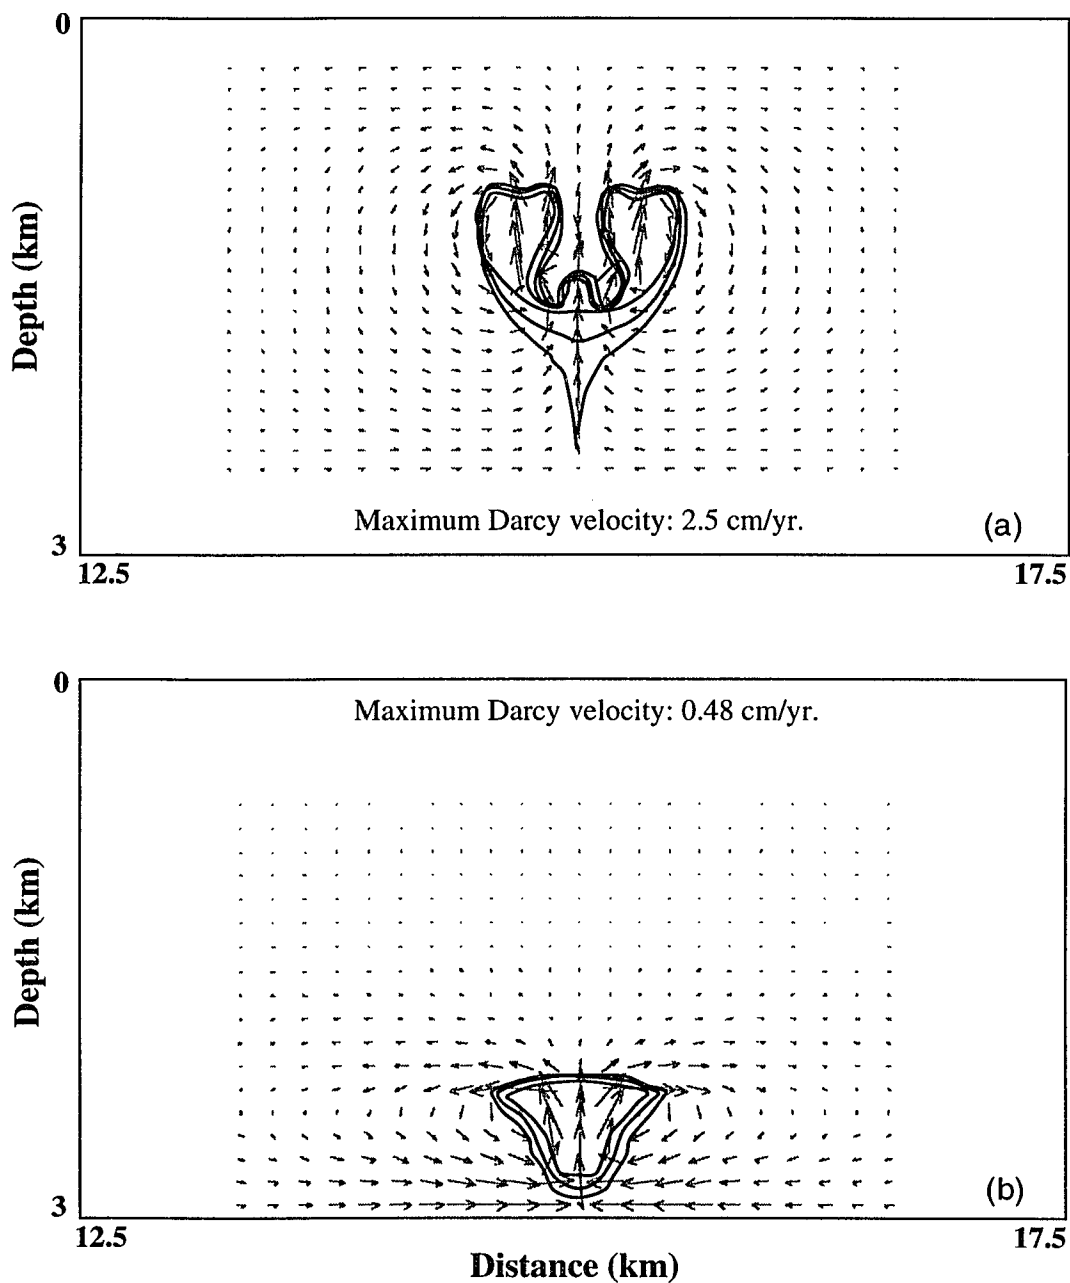 0
Depth (km)
Maximum Darcy velocity: 2.5 cm/yr.
(a)
3
12.5
17.5
0
Maximum Darcy velocity: 0.48 cm/yr.
Depth (km)
(b)
3
12.5
17.5
Distance (km)